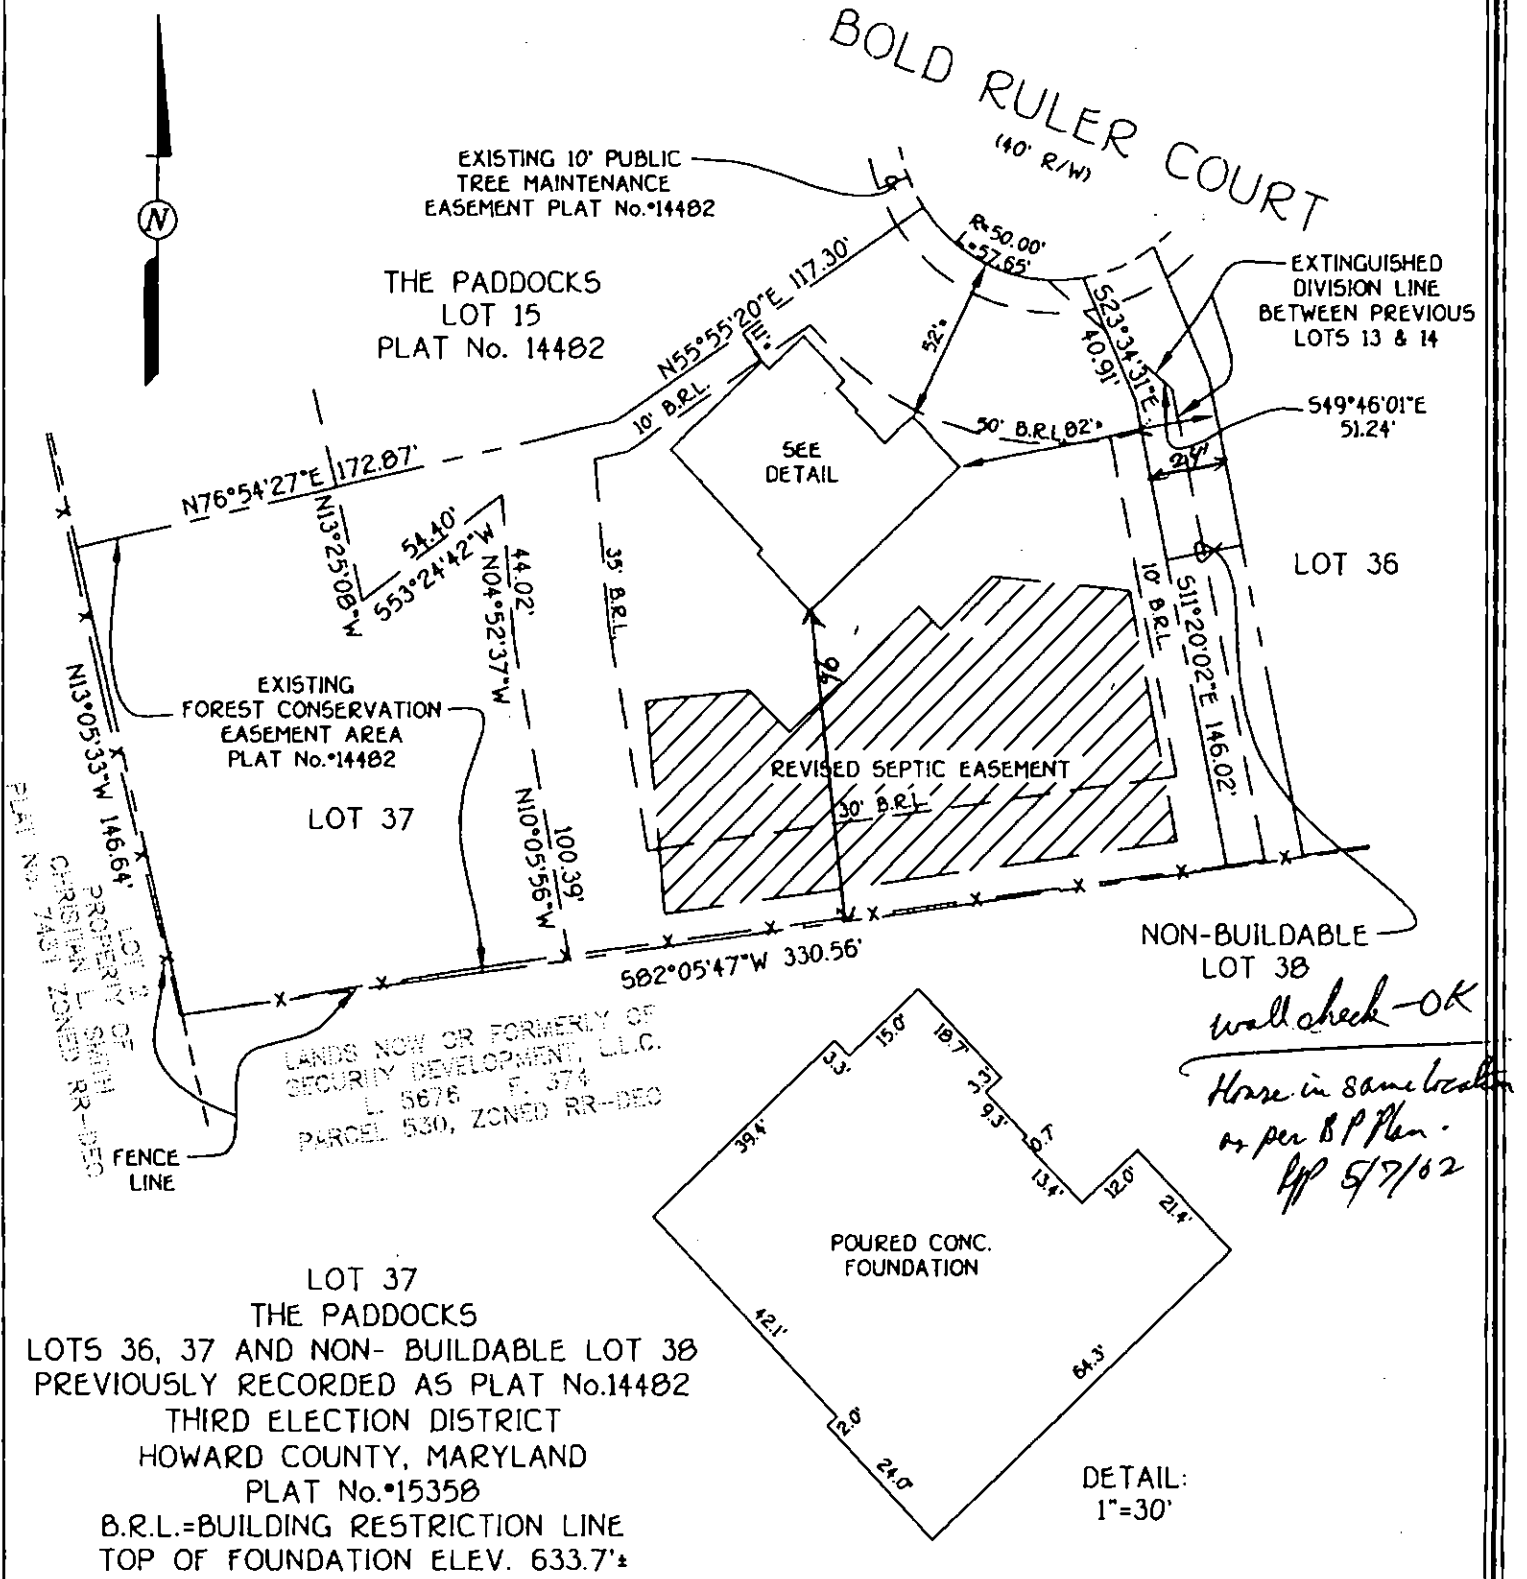 BOLD RULER COURT
(40' R/W)
EXISTING 10' PUBLIC
TREE MAINTENANCE
EASEMENT PLAT No.•14482
N
THE PADDOCKS
LOT 15
PLAT No. 14482
R=50.00'
L=57.65'
N55°55'20"E 117.30'
11'±
52'±
S23°34'31"E
40.91'
EXTINGUISHED
DIVISION LINE
BETWEEN PREVIOUS
LOTS 13 & 14
S49°46'01"E
51.24'
10' B.R.L.
50' B.R.L.
82'±
24'
SEE
DETAIL
N76°54'27"E 172.87'
N13°25'08"W
54.40'
S53°24'42"W
44.02'
N04°52'37"W
35' B.R.L.
LOT 36
10' B.R.L.
S11°20'02"E 146.02'
96
EXISTING
FOREST CONSERVATION
EASEMENT AREA
PLAT No.•14482
N13°05'33"W 146.64'
LOT 37
REVISED SEPTIC EASEMENT
30' B.R.L.
100.39'
N10°05'56"W
LOT 2
PROPERTY OF
CHRISTIAN L. SMITH
PLAT No. 7451 ZONED RR-DEO
S82°05'47"W 330.56'
NON-BUILDABLE
LOT 38
wall check - OK
House in same location
as per BP Plan.
5/7/02
LANDS NOW OR FORMERLY OF
SECURITY DEVELOPMENT, L.L.C.
L. 5676 F. 374
PARCEL 530, ZONED RR-DEO
FENCE
LINE
3.3'
15.0'
18.7'
3.3'
9.3'
0.7'
13.4'
12.0'
21.4'
39.4'
POURED CONC.
FOUNDATION
42.1'
64.3'
2.0'
24.0'
DETAIL:
1"=30'
LOT 37
THE PADDOCKS
LOTS 36, 37 AND NON- BUILDABLE LOT 38
PREVIOUSLY RECORDED AS PLAT No.14482
THIRD ELECTION DISTRICT
HOWARD COUNTY, MARYLAND
PLAT No.•15358
B.R.L.=BUILDING RESTRICTION LINE
TOP OF FOUNDATION ELEV. 633.7'±